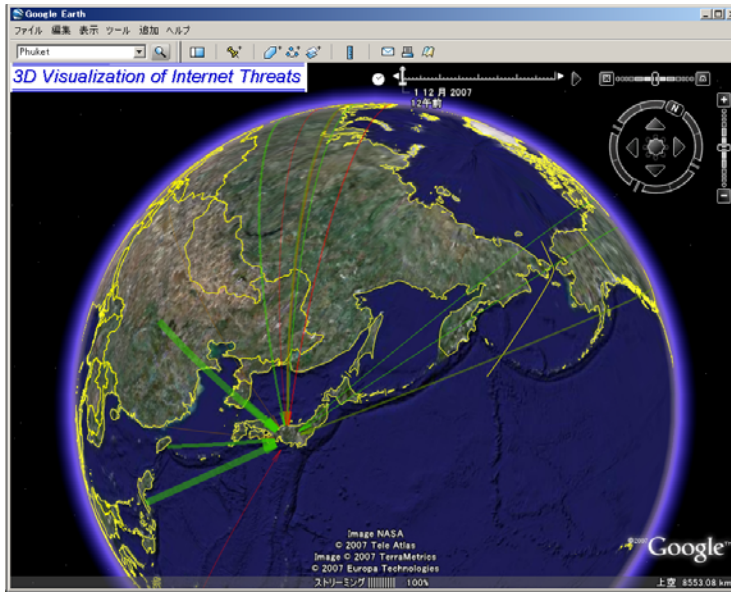 Google Earth
ファイル 編集 表示 ツール 追加 ヘルプ
Phuket
3D Visualization of Internet Threats
1 12 月 2007
12午前
N
Image NASA
© 2007 Tele Atlas
Image © 2007 TerraMetrics
© 2007 Europa Technologies
©2007 Google™
ストリーミング |||||||||| 100%
上空 8553.08 km